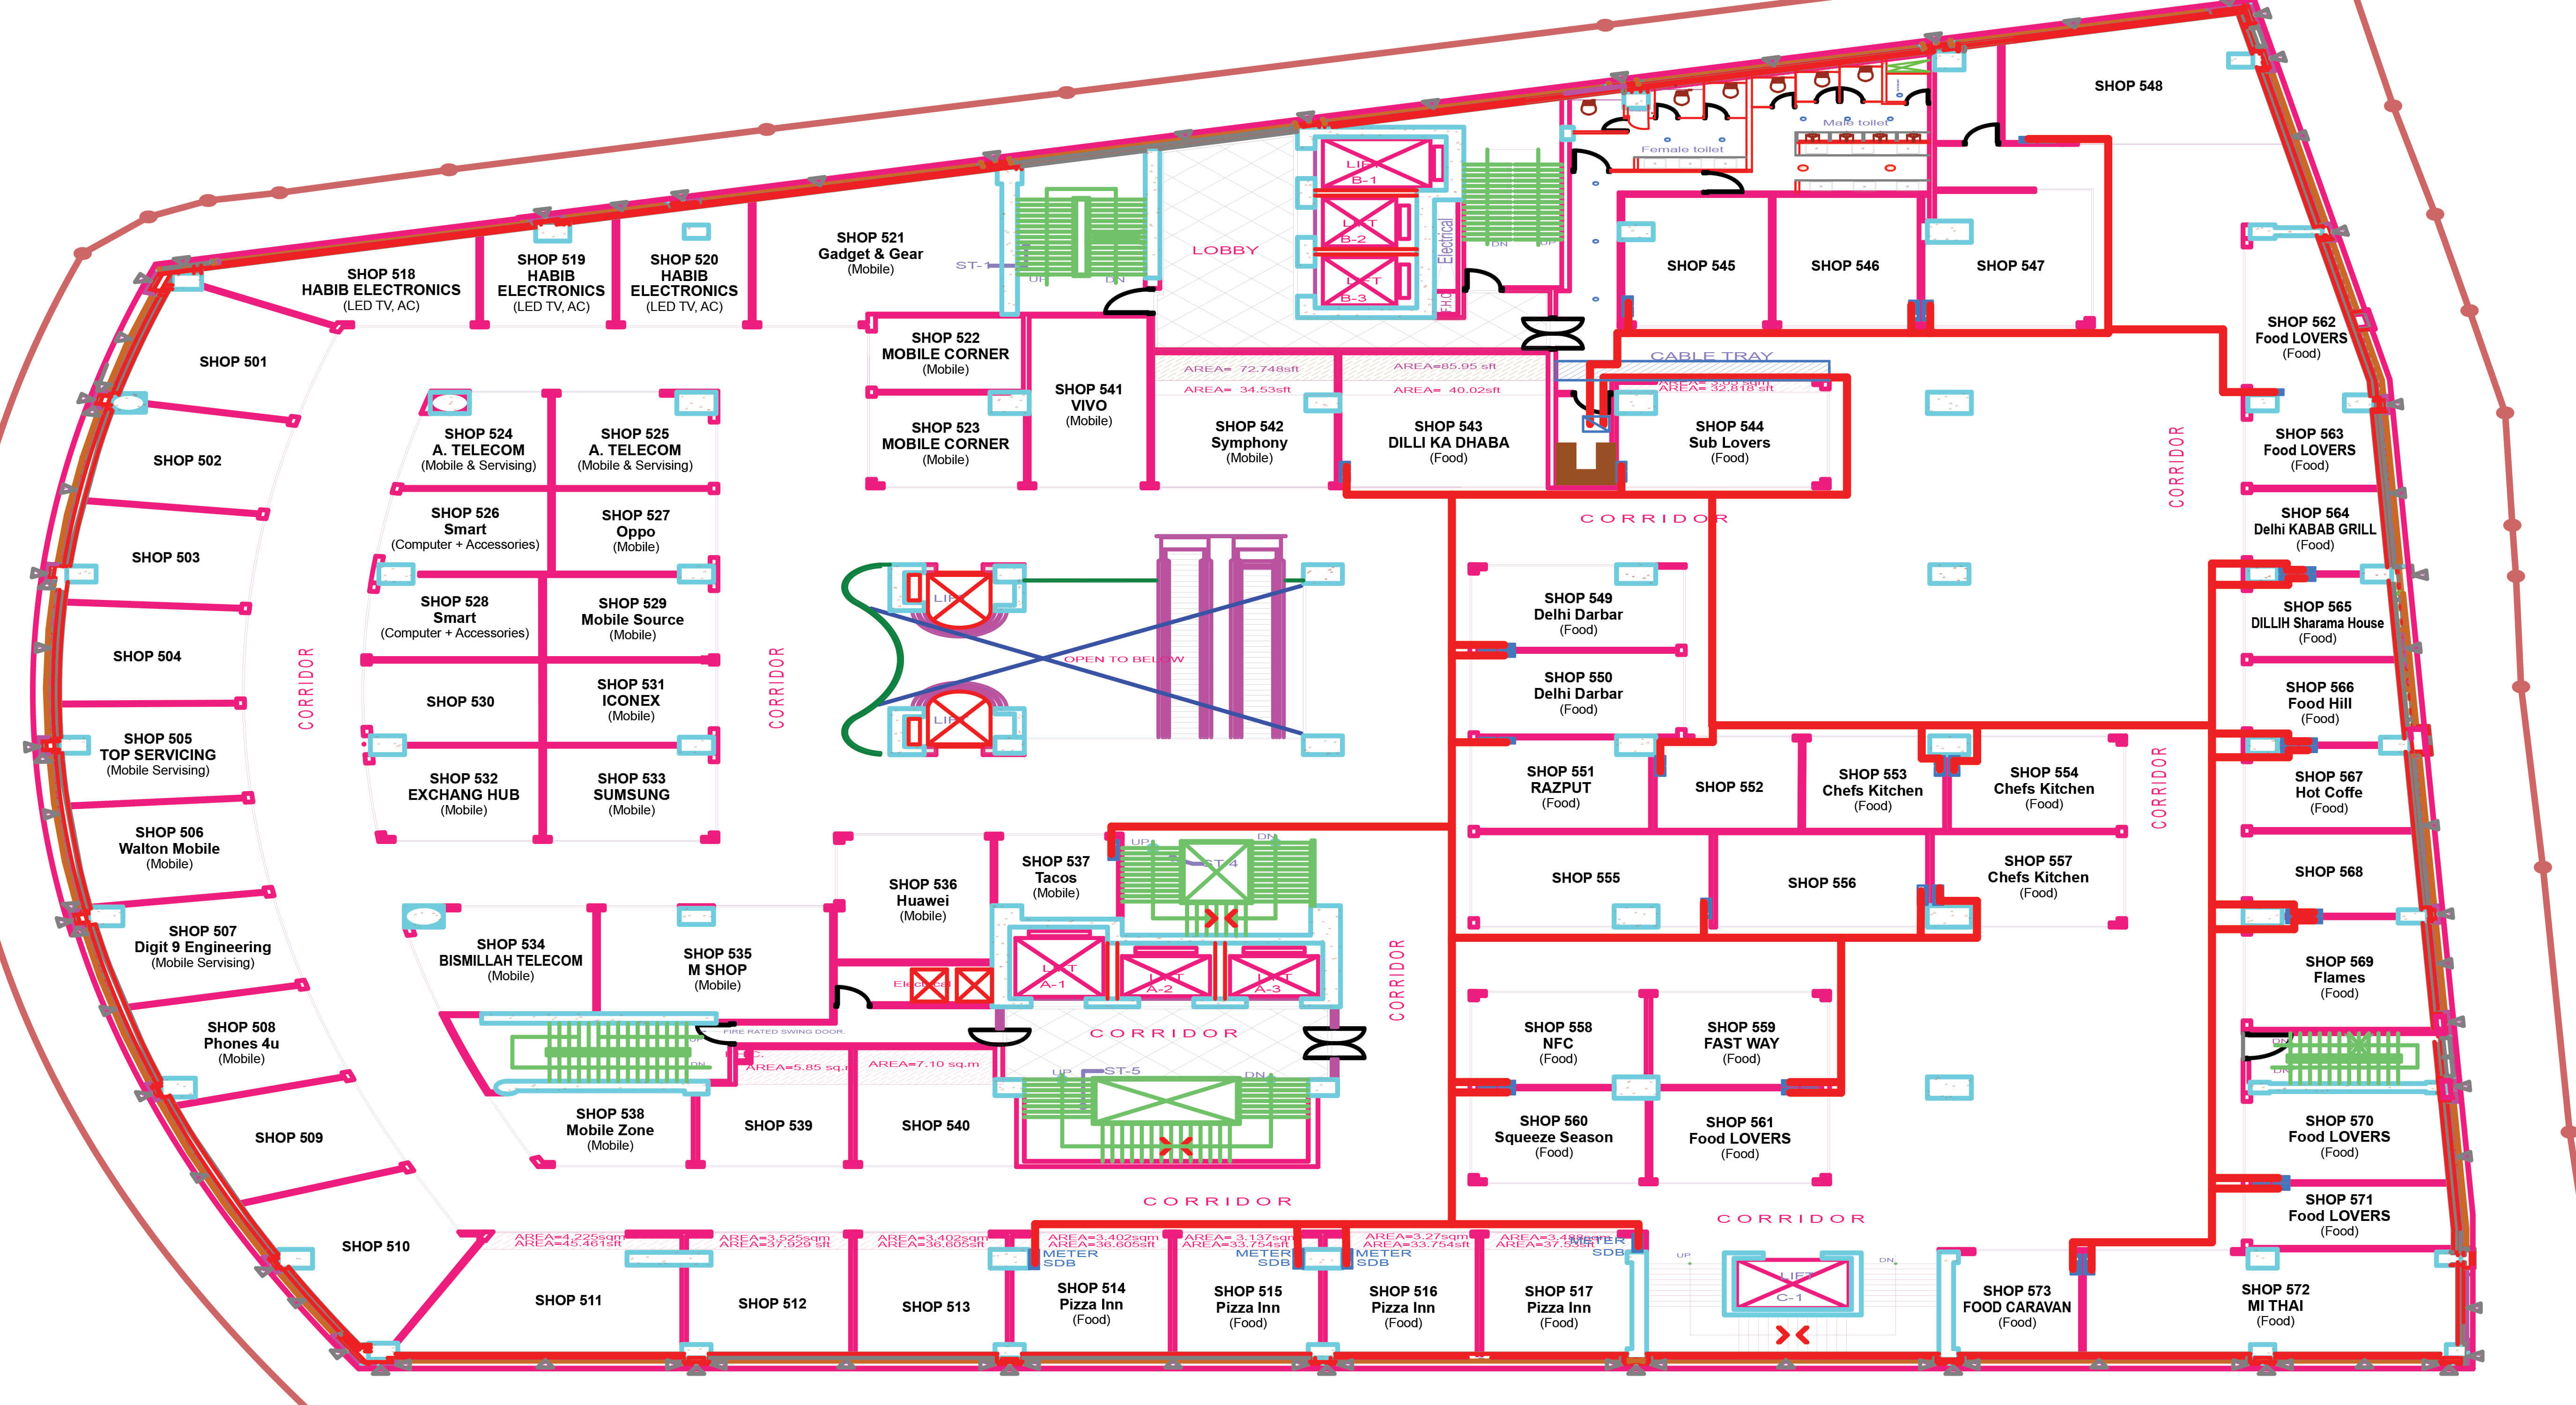 SHOP 548
Male toilet
Female toilet
LIFT
B-1
LIFT
B-2
LIFT
B-3
Electrical
F.H.C
LOBBY
ST-1
UP
DN
DN
UP
SHOP 518
HABIB ELECTRONICS
(LED TV, AC)
SHOP 519
HABIB
ELECTRONICS
(LED TV, AC)
SHOP 520
HABIB
ELECTRONICS
(LED TV, AC)
SHOP 521
Gadget & Gear
(Mobile)
SHOP 545
SHOP 546
SHOP 547
SHOP 501
SHOP 502
SHOP 503
SHOP 504
SHOP 505
TOP SERVICING
(Mobile Servising)
SHOP 506
Walton Mobile
(Mobile)
SHOP 507
Digit 9 Engineering
(Mobile Servising)
SHOP 508
Phones 4u
(Mobile)
SHOP 509
SHOP 510
CORRIDOR
SHOP 522
MOBILE CORNER
(Mobile)
SHOP 523
MOBILE CORNER
(Mobile)
SHOP 541
VIVO
(Mobile)
AREA= 72.748sft
AREA= 34.53sft
SHOP 542
Symphony
(Mobile)
AREA=85.95 sft
AREA= 40.02sft
SHOP 543
DILLI KA DHABA
(Food)
CABLE TRAY
AREA= 32.818 sft
SHOP 544
Sub Lovers
(Food)
SHOP 524
A. TELECOM
(Mobile & Servising)
SHOP 525
A. TELECOM
(Mobile & Servising)
SHOP 526
Smart
(Computer + Accessories)
SHOP 527
Oppo
(Mobile)
SHOP 528
Smart
(Computer + Accessories)
SHOP 529
Mobile Source
(Mobile)
SHOP 530
SHOP 531
ICONEX
(Mobile)
SHOP 532
EXCHANG HUB
(Mobile)
SHOP 533
SUMSUNG
(Mobile)
CORRIDOR
LIFT
OPEN TO BELOW
LIFT
CORRIDOR
SHOP 549
Delhi Darbar
(Food)
SHOP 550
Delhi Darbar
(Food)
SHOP 551
RAZPUT
(Food)
SHOP 552
SHOP 553
Chefs Kitchen
(Food)
SHOP 554
Chefs Kitchen
(Food)
SHOP 555
SHOP 556
SHOP 557
Chefs Kitchen
(Food)
CORRIDOR
CORRIDOR
SHOP 562
Food LOVERS
(Food)
SHOP 563
Food LOVERS
(Food)
SHOP 564
Delhi KABAB GRILL
(Food)
SHOP 565
DILLIH Sharama House
(Food)
SHOP 566
Food Hill
(Food)
SHOP 567
Hot Coffe
(Food)
SHOP 568
SHOP 569
Flames
(Food)
DN
SHOP 570
Food LOVERS
(Food)
SHOP 571
Food LOVERS
(Food)
SHOP 534
BISMILLAH TELECOM
(Mobile)
SHOP 535
M SHOP
(Mobile)
SHOP 536
Huawei
(Mobile)
SHOP 537
Tacos
(Mobile)
UP
DN
ST-4
LIFT
A-1
LIFT
A-2
LIFT
A-3
Electrical
CORRIDOR
FIRE RATED SWING DOOR.
UP
DN
CORRIDOR
AREA=5.85 sq.m
AREA=7.10 sq.m
UP
ST-5
DN
SHOP 538
Mobile Zone
(Mobile)
SHOP 539
SHOP 540
SHOP 558
NFC
(Food)
SHOP 559
FAST WAY
(Food)
SHOP 560
Squeeze Season
(Food)
SHOP 561
Food LOVERS
(Food)
CORRIDOR
CORRIDOR
AREA=4.225sqm
AREA=45.461sft
SHOP 511
AREA=3.525sqm
AREA=37.929 sft
SHOP 512
AREA=3.402sqm
AREA=36.605sft
SHOP 513
AREA=3.402sqm
AREA=36.605sft
METER
SDB
SHOP 514
Pizza Inn
(Food)
AREA= 3.137sqm
AREA= 33.754sft
METER
SDB
SHOP 515
Pizza Inn
(Food)
AREA=3.27sqm
AREA=33.754sft
METER
SDB
SHOP 516
Pizza Inn
(Food)
METER
SDB
SHOP 517
Pizza Inn
(Food)
UP
DN
LIFT
C-1
SHOP 573
FOOD CARAVAN
(Food)
SHOP 572
MI THAI
(Food)